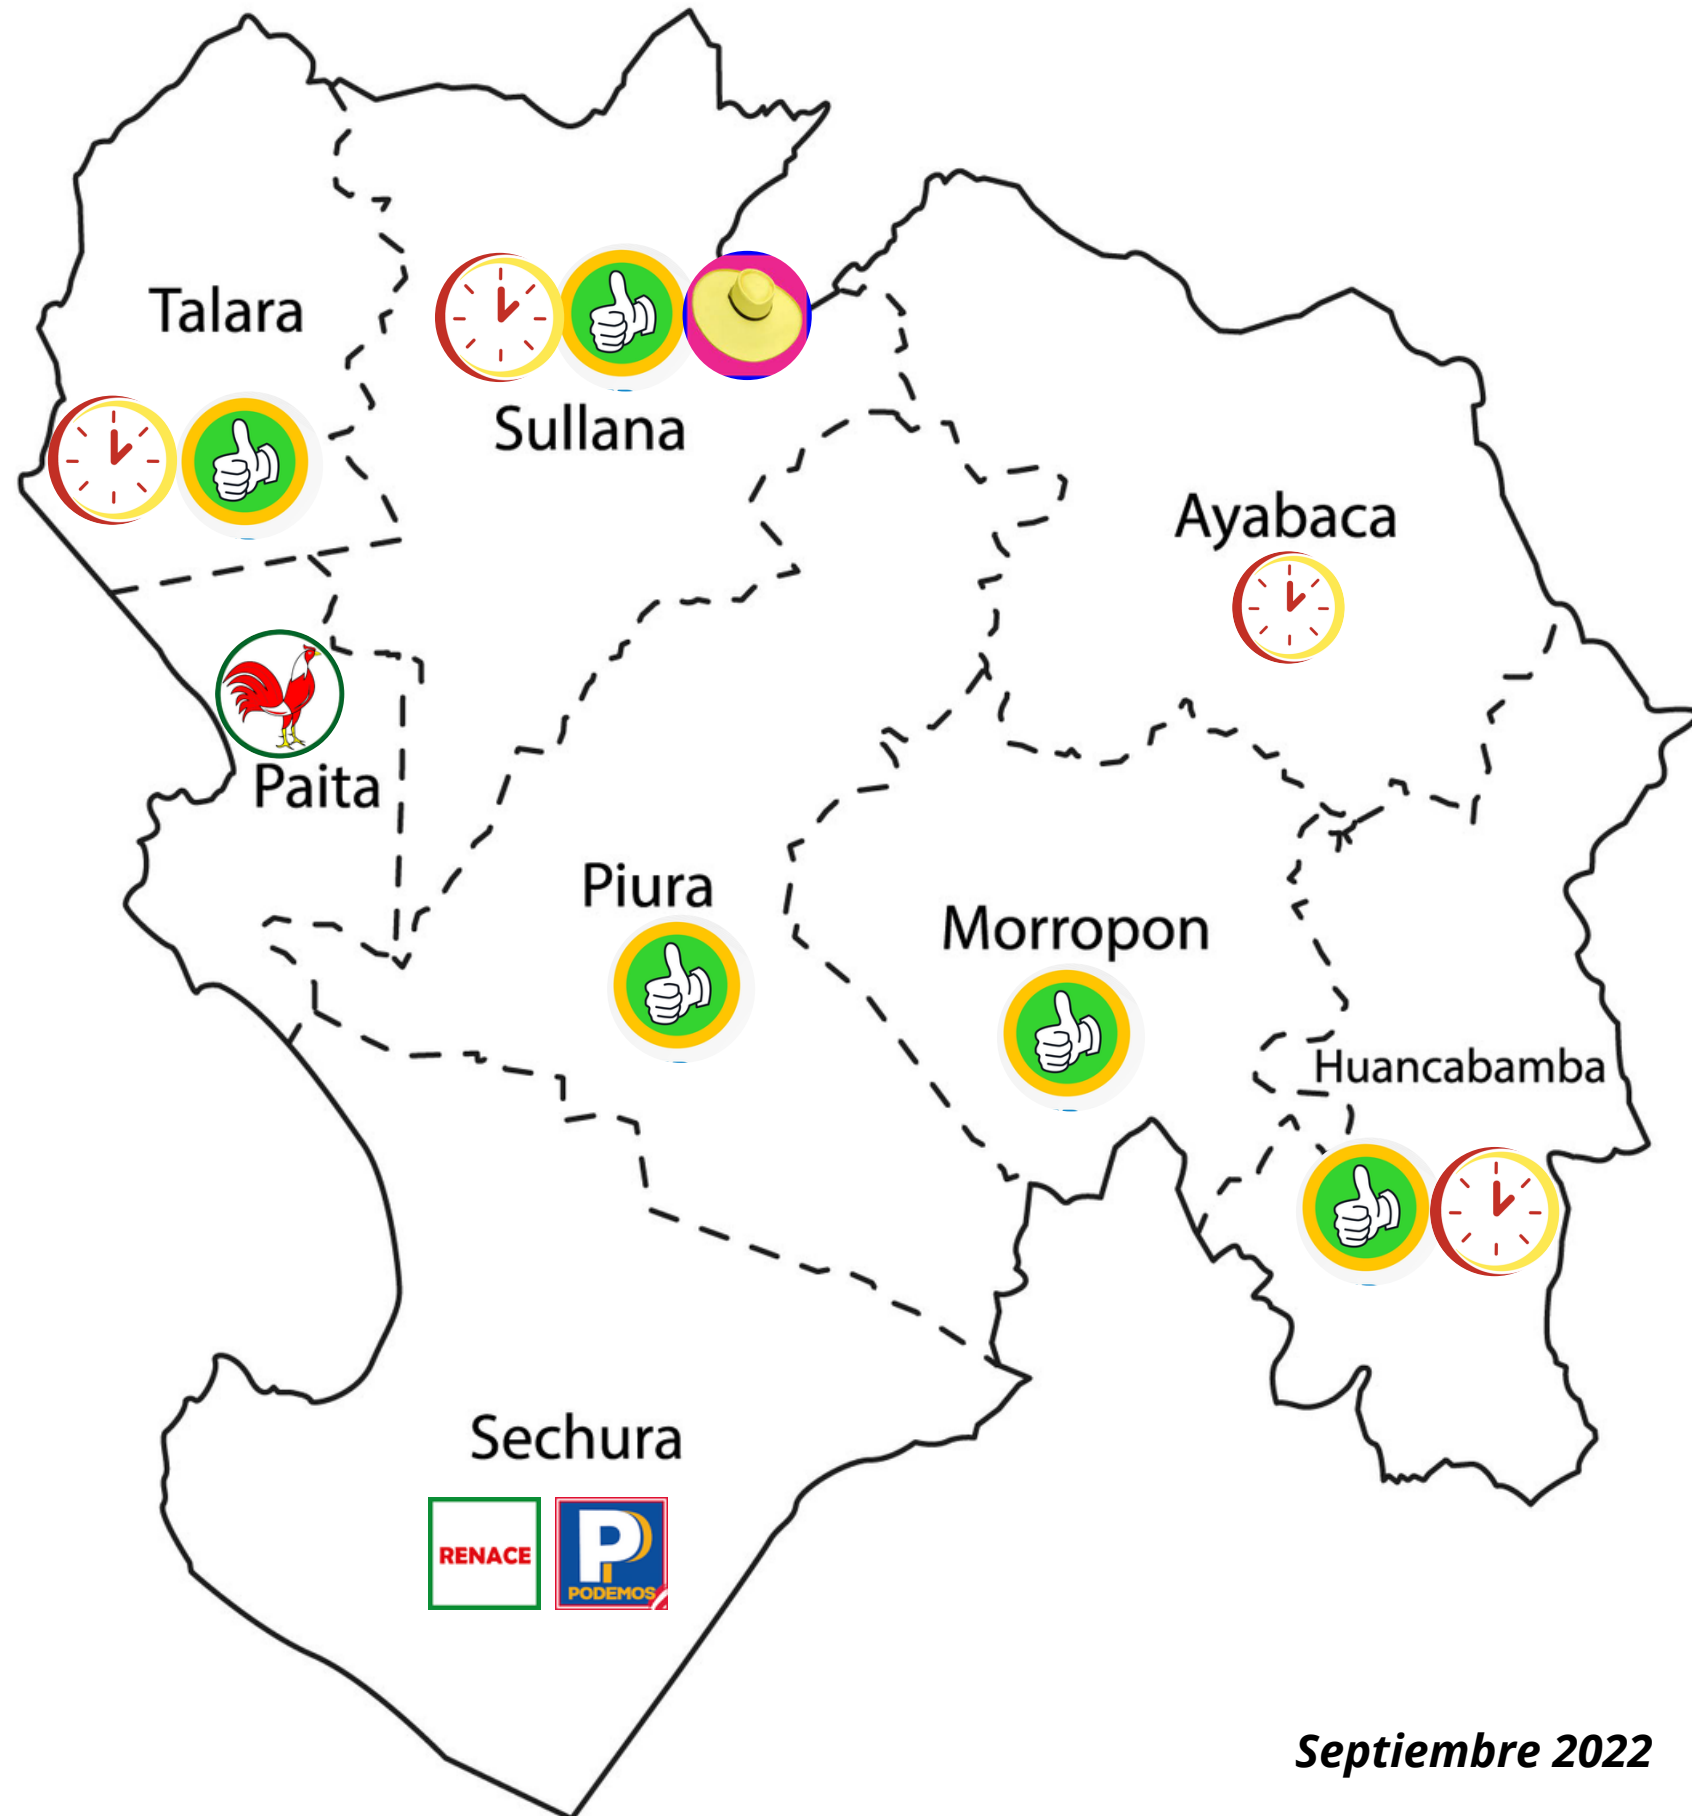 Talara
Sullana
Ayabaca
Paita
Piura
Morropon
Huancabamba
Sechura
RENACE
P
PODEMOS
Septiembre 2022